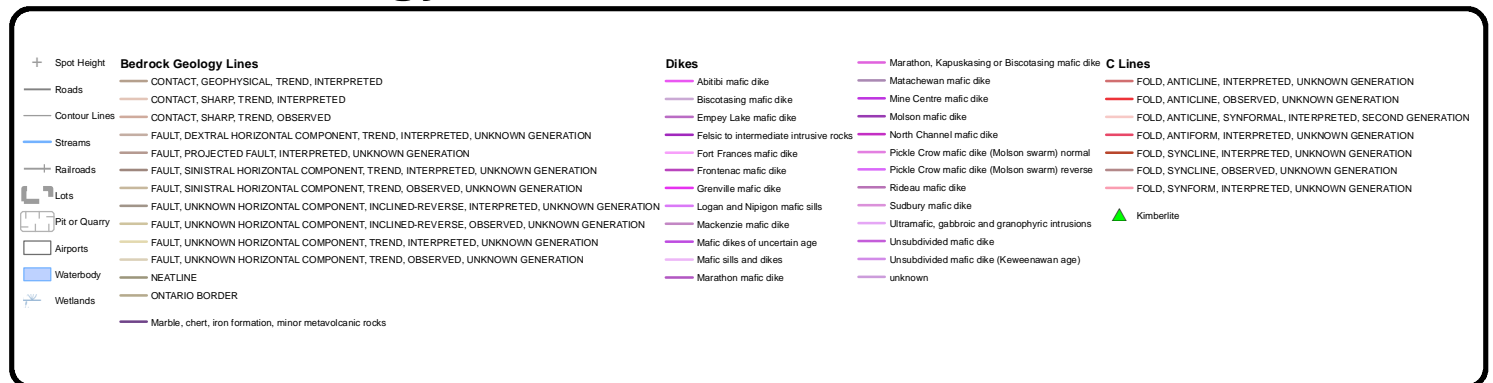 Spot Height
Roads
Contour Lines
Streams
Railroads
Lots
Pit or Quarry
Airports
Waterbody
Wetlands
Bedrock Geology Lines
CONTACT, GEOPHYSICAL, TREND, INTERPRETED
CONTACT, SHARP, TREND, INTERPRETED
CONTACT, SHARP, TREND, OBSERVED
FAULT, DEXTRAL HORIZONTAL COMPONENT, TREND, INTERPRETED, UNKNOWN GENERATION
FAULT, PROJECTED FAULT, INTERPRETED, UNKNOWN GENERATION
FAULT, SINISTRAL HORIZONTAL COMPONENT, TREND, INTERPRETED, UNKNOWN GENERATION
FAULT, SINISTRAL HORIZONTAL COMPONENT, TREND, OBSERVED, UNKNOWN GENERATION
FAULT, UNKNOWN HORIZONTAL COMPONENT, INCLINED-REVERSE, INTERPRETED, UNKNOWN GENERATION
FAULT, UNKNOWN HORIZONTAL COMPONENT, INCLINED-REVERSE, OBSERVED, UNKNOWN GENERATION
FAULT, UNKNOWN HORIZONTAL COMPONENT, TREND, INTERPRETED, UNKNOWN GENERATION
FAULT, UNKNOWN HORIZONTAL COMPONENT, TREND, OBSERVED, UNKNOWN GENERATION
NEATLINE
ONTARIO BORDER
Marble, chert, iron formation, minor metavolcanic rocks
Dikes
Abitibi mafic dike
Biscotasing mafic dike
Empey Lake mafic dike
Felsic to intermediate intrusive rocks
Fort Frances mafic dike
Frontenac mafic dike
Grenville mafic dike
Logan and Nipigon mafic sills
Mackenzie mafic dike
Mafic dikes of uncertain age
Mafic sills and dikes
Marathon mafic dike
Marathon, Kapuskasing or Biscotasing mafic dike
Matachewan mafic dike
Mine Centre mafic dike
Molson mafic dike
North Channel mafic dike
Pickle Crow mafic dike (Molson swarm) normal
Pickle Crow mafic dike (Molson swarm) reverse
Rideau mafic dike
Sudbury mafic dike
Ultramafic, gabbroic and granophyric intrusions
Unsubdivided mafic dike
Unsubdivided mafic dike (Keweenawan age)
unknown
C Lines
FOLD, ANTICLINE, INTERPRETED, UNKNOWN GENERATION
FOLD, ANTICLINE, OBSERVED, UNKNOWN GENERATION
FOLD, ANTICLINE, SYNFORMAL, INTERPRETED, SECOND GENERATION
FOLD, ANTIFORM, INTERPRETED, UNKNOWN GENERATION
FOLD, SYNCLINE, INTERPRETED, UNKNOWN GENERATION
FOLD, SYNCLINE, OBSERVED, UNKNOWN GENERATION
FOLD, SYNFORM, INTERPRETED, UNKNOWN GENERATION
Kimberlite